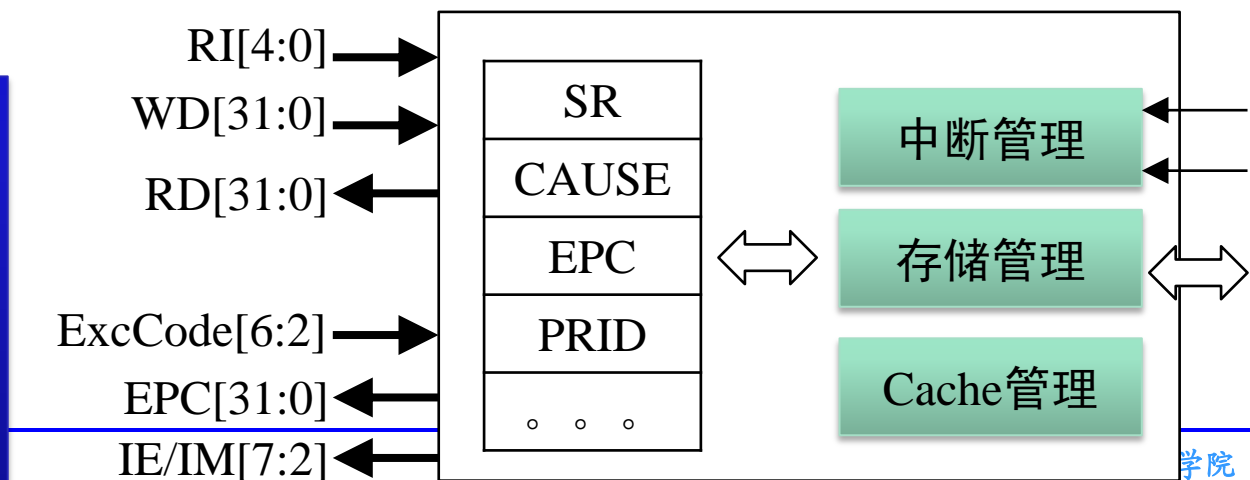 RI[4:0]
WD[31:0]
RD[31:0]
ExcCode[6:2]
EPC[31:0]
IE/IM[7:2]
SR
CAUSE
EPC
PRID
。 。 。
中断管理
存储管理
Cache管理
学院